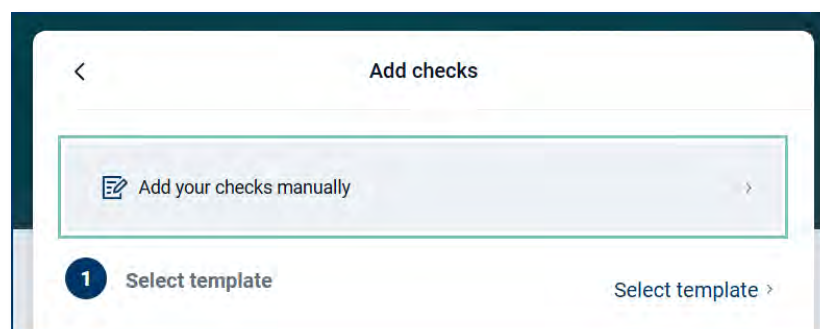 Add checks
Add your checks manually
1 Select template
Select template